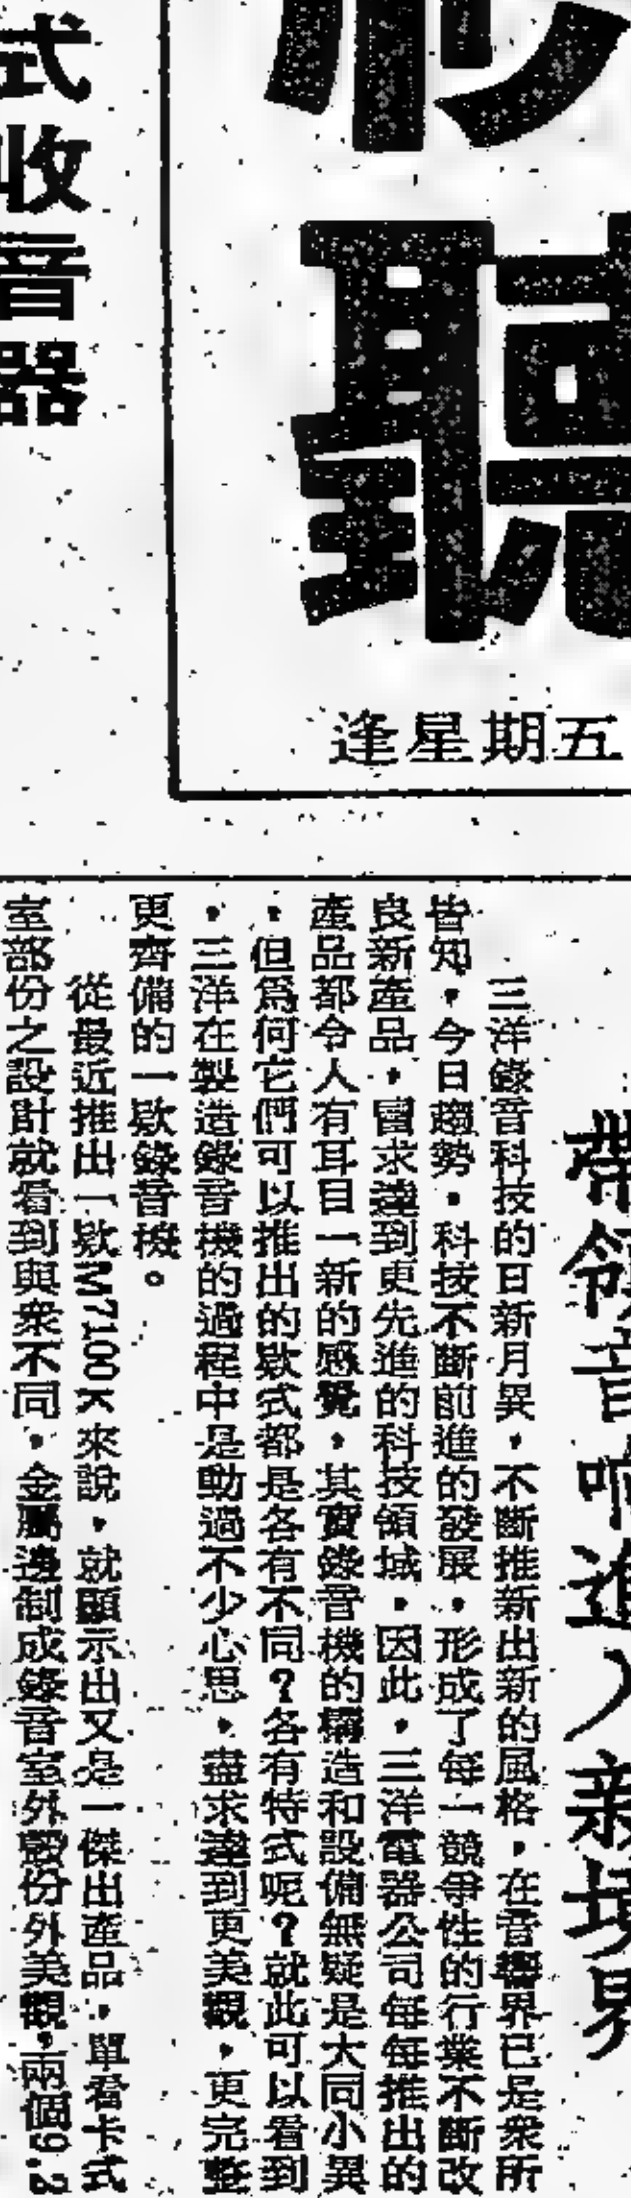 聽
逢星期五
式收音器
帶領音响進入新境界
三洋錄音科技的日新月異，不斷推新出新的風格，在音響界已是衆所
皆知，今日趨勢，科技不斷前進的發展，形成了每一競爭性的行業不斷改
良新產品，冀求達到更先進的科技領域，因此，三洋電器公司每每推出的
產品都令人有耳目一新的感覺，其實錄音機的構造和設備無疑是大同小異
，但爲何它們可以推出的欵式都是各有不同？各有特式呢？就此可以看到
，三洋在製造錄音機的過程中是動過不少心思，盡求達到更美觀，更完整
更齊備的一欵錄音機。
從最近推出一欵M7100K來說，就顯示出又是一傑出產品，單看卡式
室部份之設計就看到與衆不同，金屬邊制成錄音室外殼份外美觀，兩個9.2